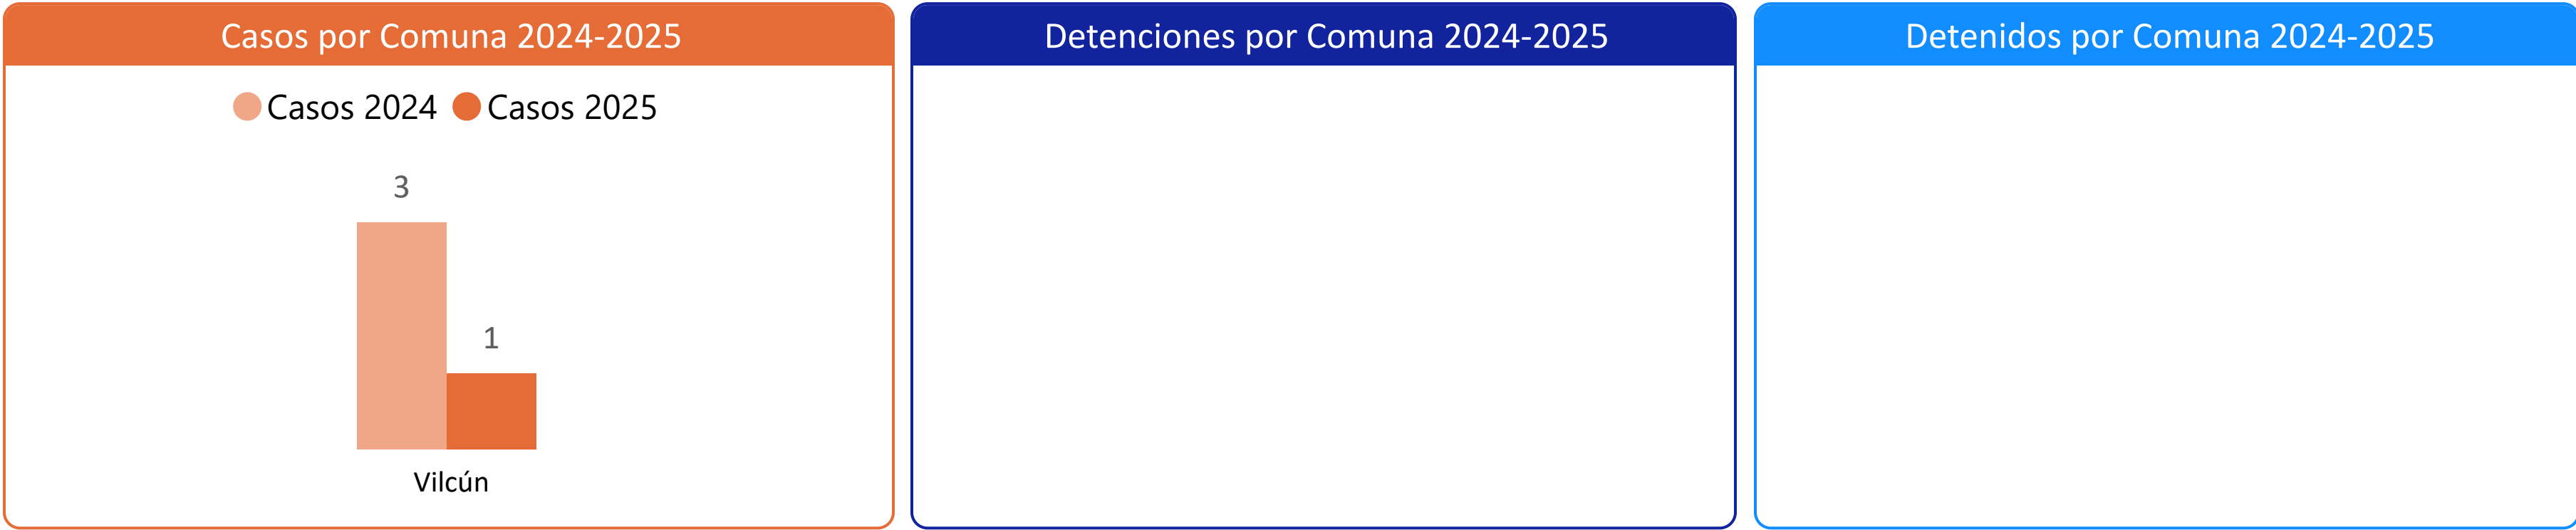 Casos por Comuna 2024-2025
Casos 2024 Casos 2025
3
1
Vilcún
Detenciones por Comuna 2024-2025
Detenidos por Comuna 2024-2025